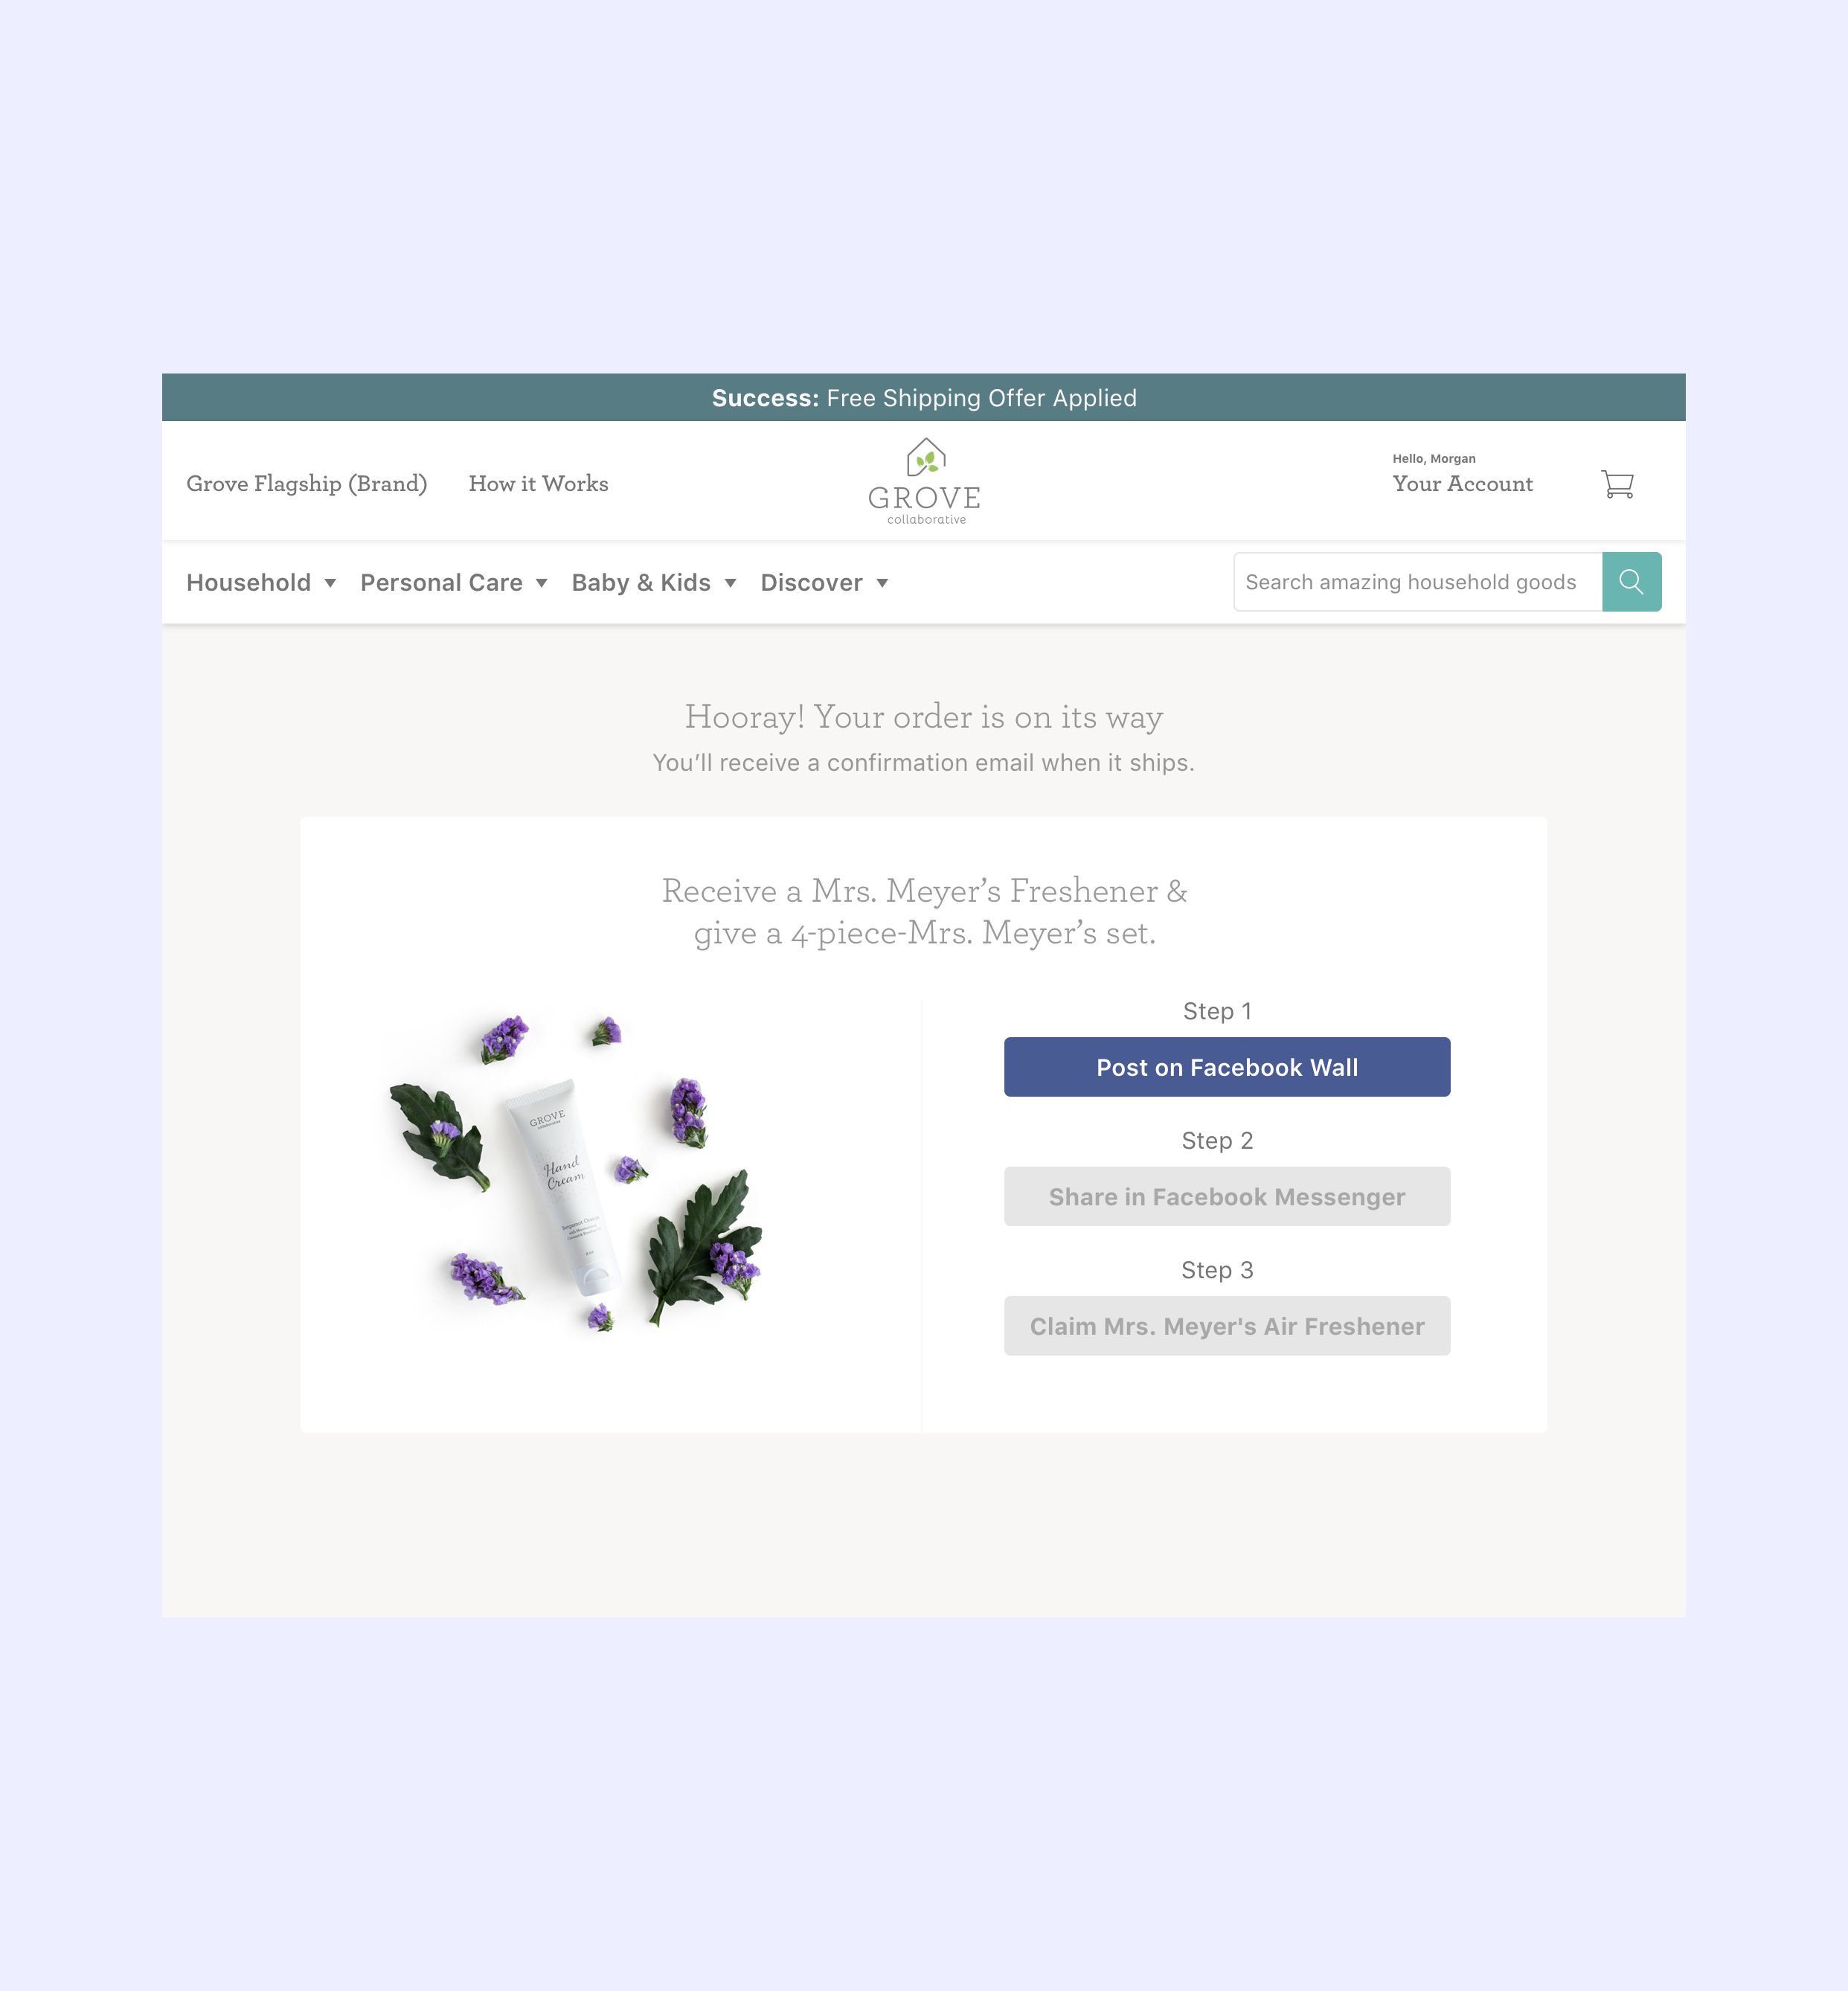 Success: Free Shipping Offer Applied
Grove Flagship (Brand)
How it Works
GROVE
collaborative
Hello, Morgan
Your Account
Household
Personal Care
Baby & Kids
Discover
Search amazing household goods
Hooray! Your order is on its way
You’ll receive a confirmation email when it ships.
Receive a Mrs. Meyer’s Freshener &
give a 4-piece-Mrs. Meyer’s set.
GROVE
collaborative
Hand
Cream
Step 1
Post on Facebook Wall
Step 2
Share in Facebook Messenger
Step 3
Claim Mrs. Meyer's Air Freshener